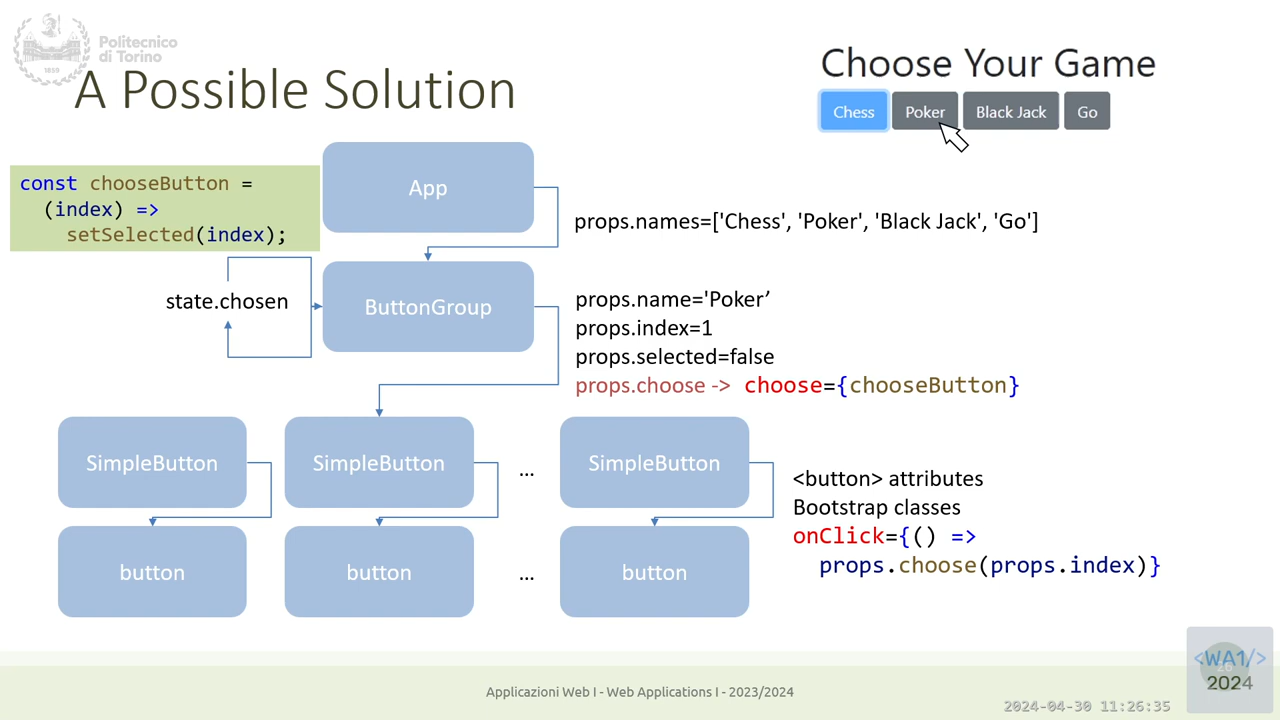 Politecnico
di Torino
1859
A Possible Solution
Choose Your Game
Chess
Poker
Black Jack
Go
const chooseButton =
(index) =>
setSelected(index);
App
props.names=['Chess', 'Poker', 'Black Jack', 'Go']
state.chosen
ButtonGroup
props.name='Poker’
props.index=1
props.selected=false
props.choose -> choose={chooseButton}
SimpleButton
SimpleButton
...
SimpleButton
<button> attributes
Bootstrap classes
onClick={() =>
props.choose(props.index)}
button
button
...
button
<WA1/>
2024
Applicazioni Web I - Web Applications I - 2023/2024
2024-04-30 11:26:35